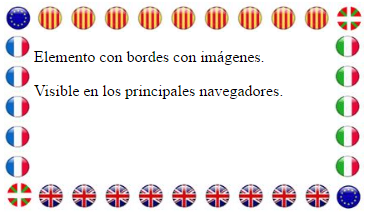 Elemento con bordes con imágenes.
Visible en los principales navegadores.